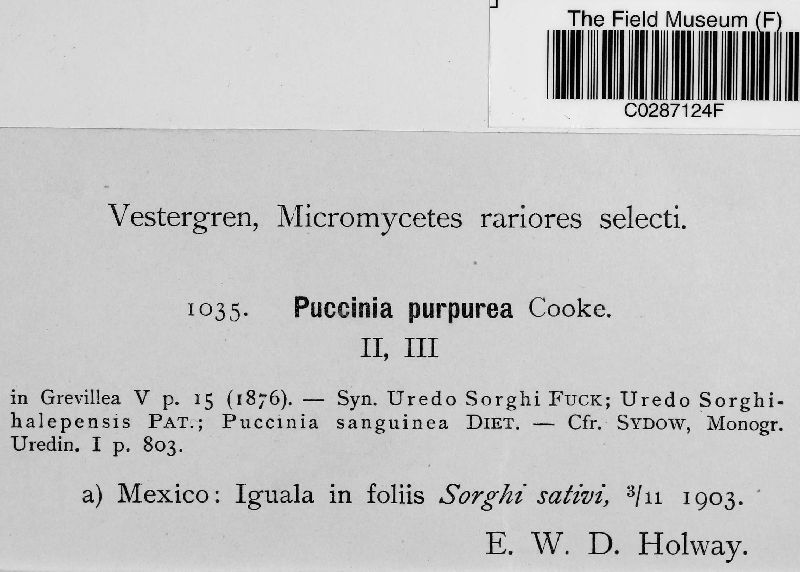 The Field Museum (F)
C0287124F
Vestergren, Micromycetes rariores selecti.
1035. Puccinia purpurea Cooke.
II, III
in Grevillea V p. 15 (1876). — Syn. Uredo Sorghi FUCK; Uredo Sorghi-
halepensis PAT.; Puccinia sanguinea DIET. — Cfr. SYDOW, Monogr.
Uredin. I p. 803.
a) Mexico: Iguala in foliis Sorghi sativi, 3/11 1903.
E. W. D. Holway.